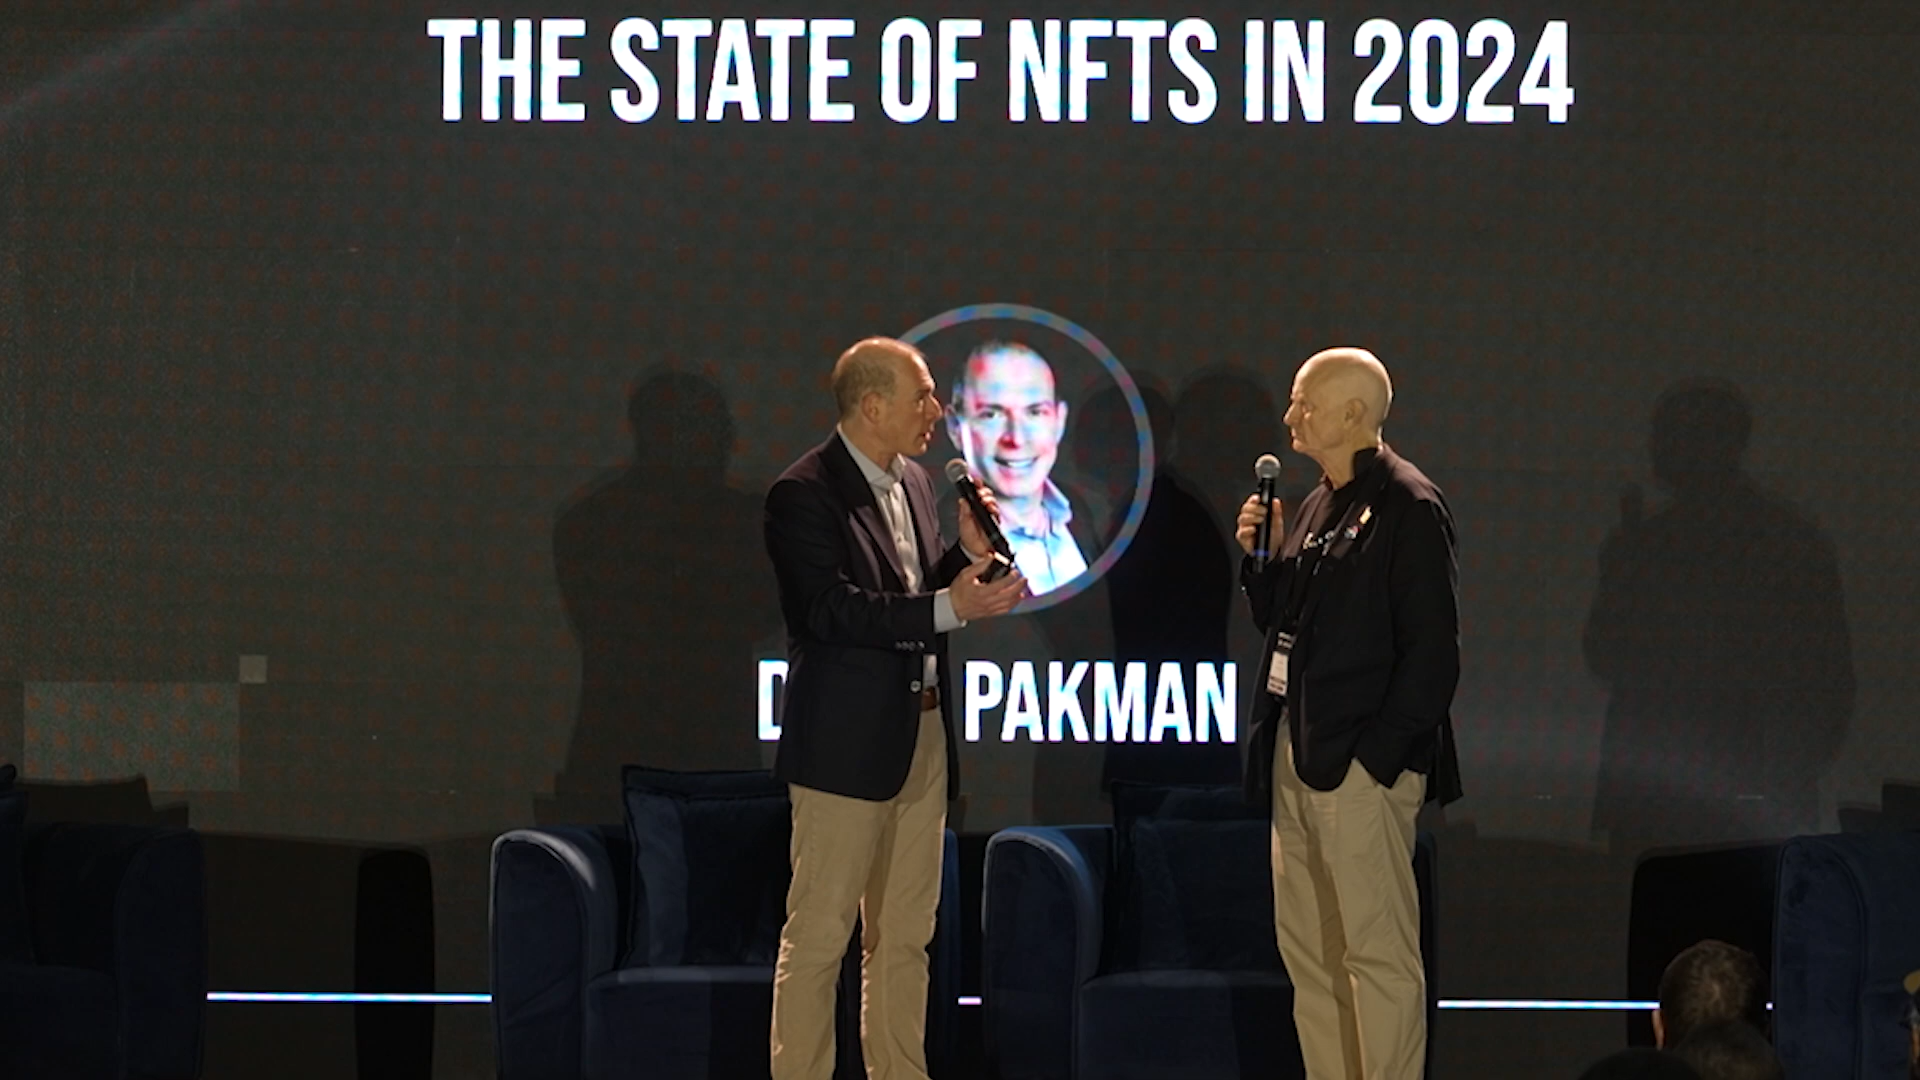 THE STATE OF NFTS IN 2024
D PAKMAN